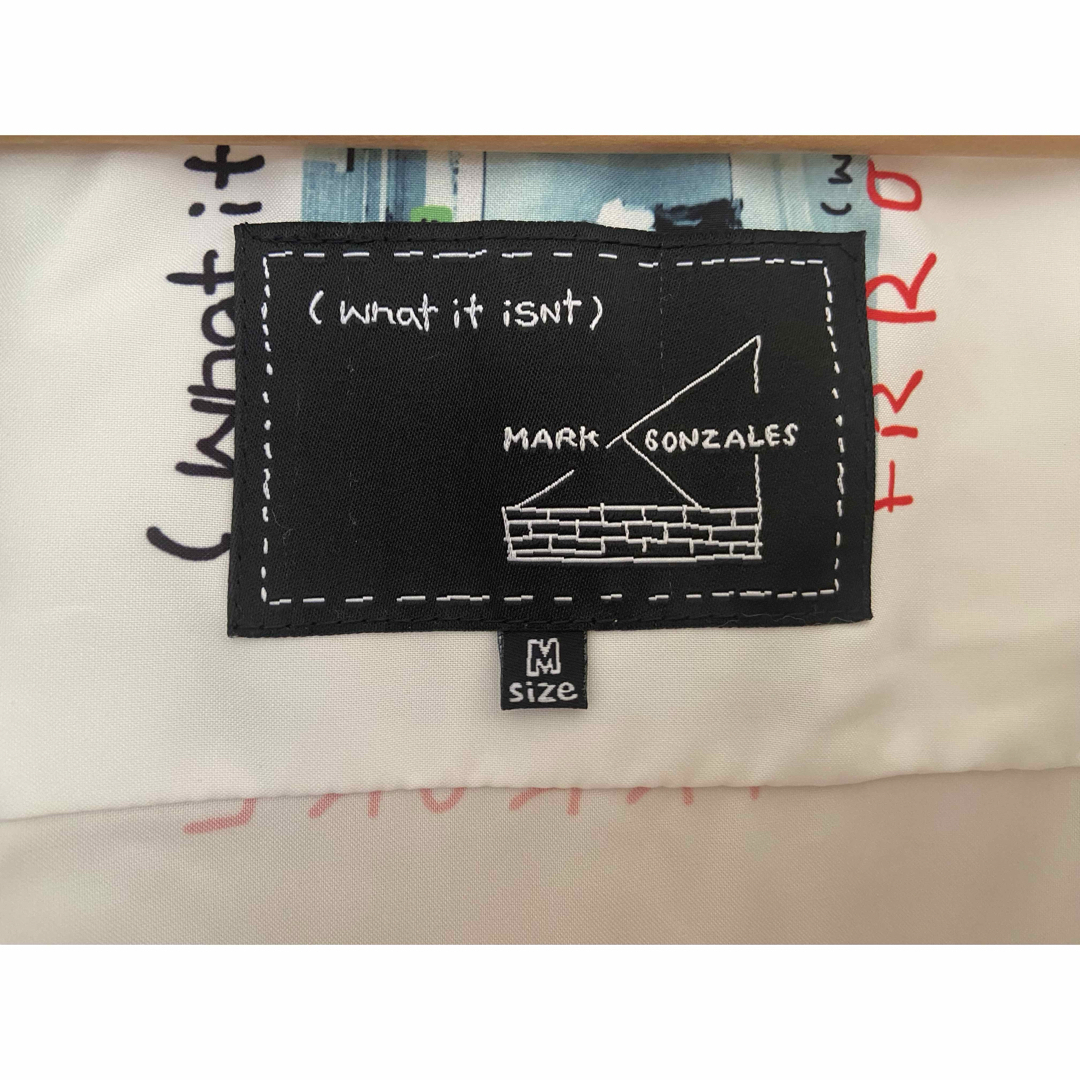 (what it isNt)
MARK GONZALES
M
size
(What it